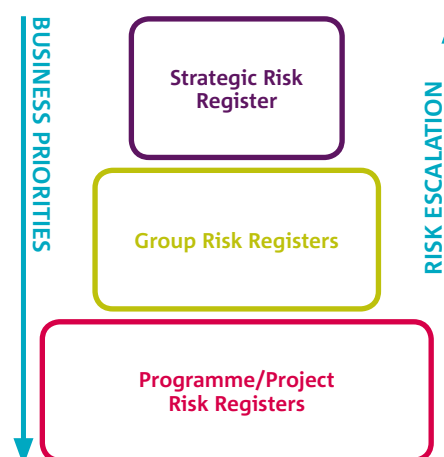 BUSINESS PRIORITIES
Strategic Risk
Register
RISK ESCALATION
Group Risk Registers
Programme/Project
Risk Registers